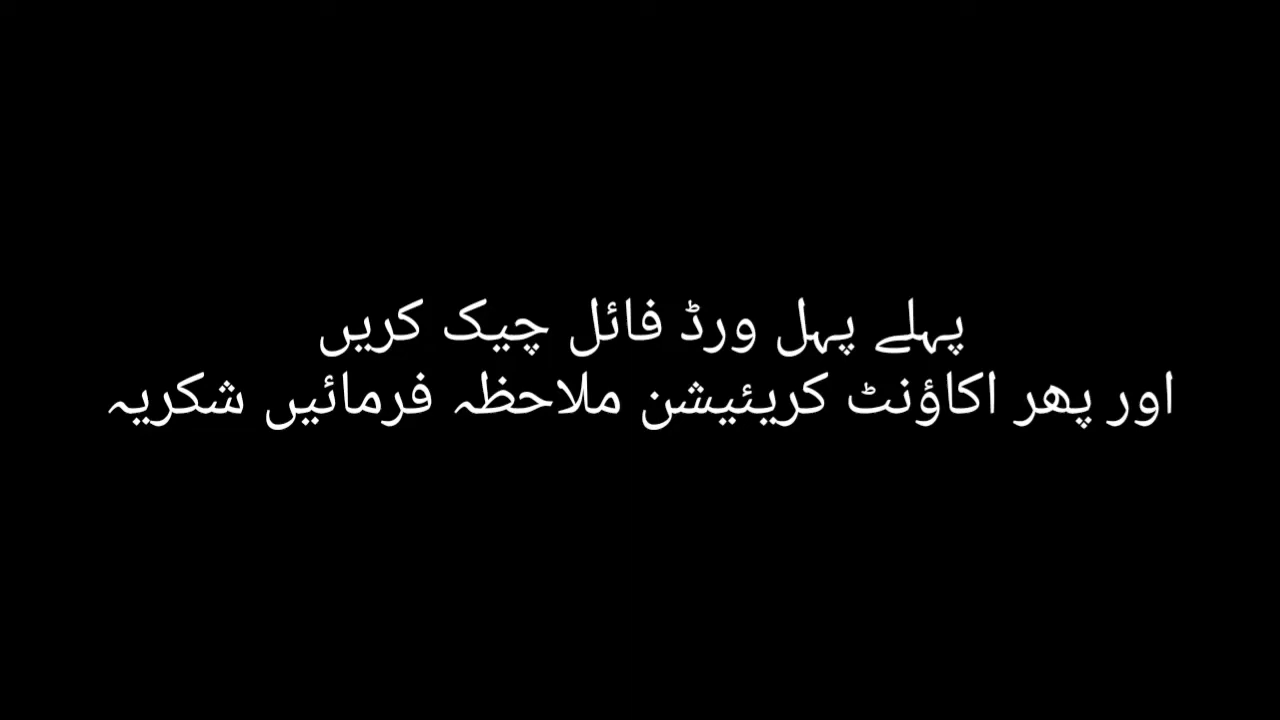 پہلے پہل ورڈ فائل چیک کریں
اور پھر اکاؤنٹ کریئیشن ملاحظہ فرمائیں شکریہ